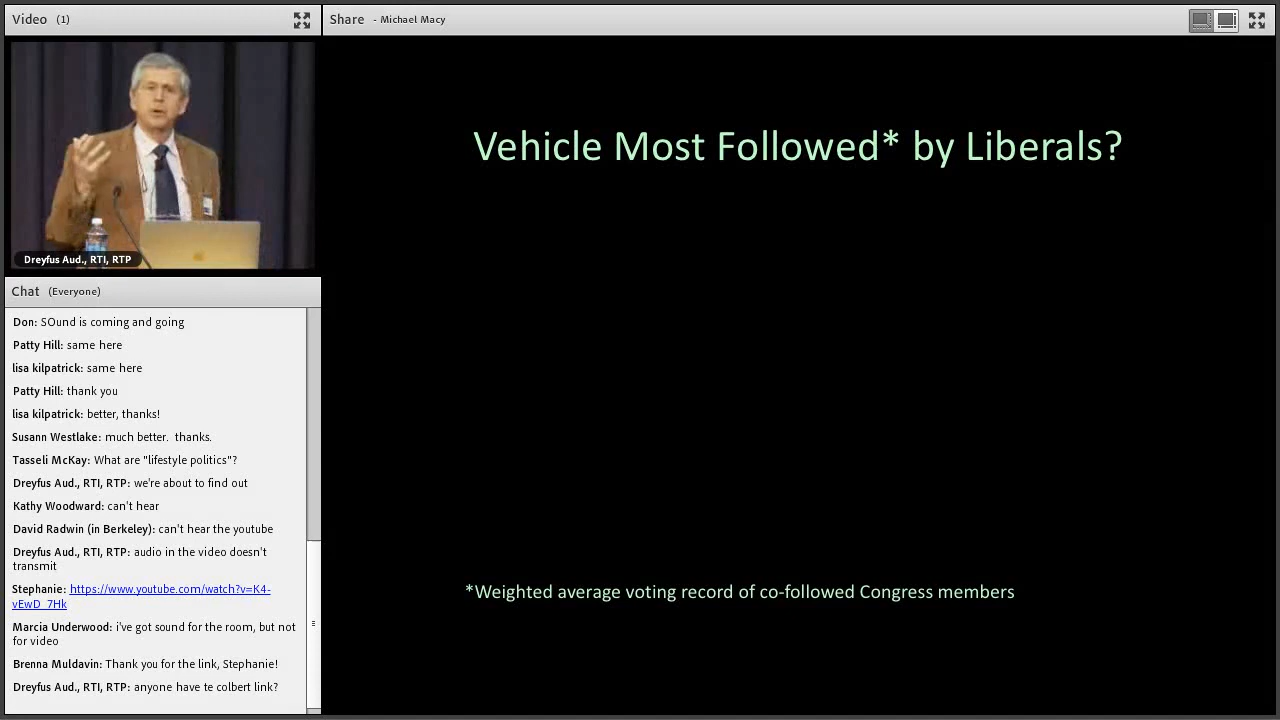 Video (1)
Share - Michael Macy
Dreyfus Aud., RTI, RTP
Vehicle Most Followed* by Liberals?
*Weighted average voting record of co-followed Congress members
Chat (Everyone)
Don: SOund is coming and going
Patty Hill: same here
lisa kilpatrick: same here
Patty Hill: thank you
lisa kilpatrick: better, thanks!
Susann Westlake: much better. thanks.
Tasseli McKay: What are "lifestyle politics"?
Dreyfus Aud., RTI, RTP: we're about to find out
Kathy Woodward: can't hear
David Radwin (in Berkeley): can't hear the youtube
Dreyfus Aud., RTI, RTP: audio in the video doesn't
transmit
Stephanie: https://www.youtube.com/watch?v=K4-
vEwD_7Hk
Marcia Underwood: i've got sound for the room, but not
for video
Brenna Muldavin: Thank you for the link, Stephanie!
Dreyfus Aud., RTI, RTP: anyone have te colbert link?